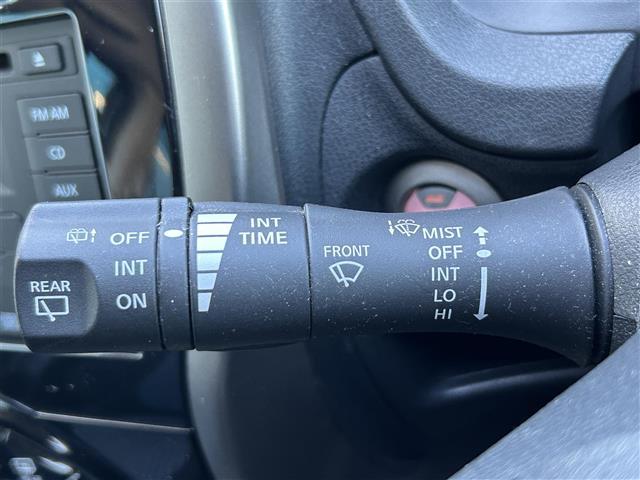 FM AM
CD
AUX
REAR
OFF
INT
ON
INT
TIME
FRONT
MIST
OFF
INT
LO
HI